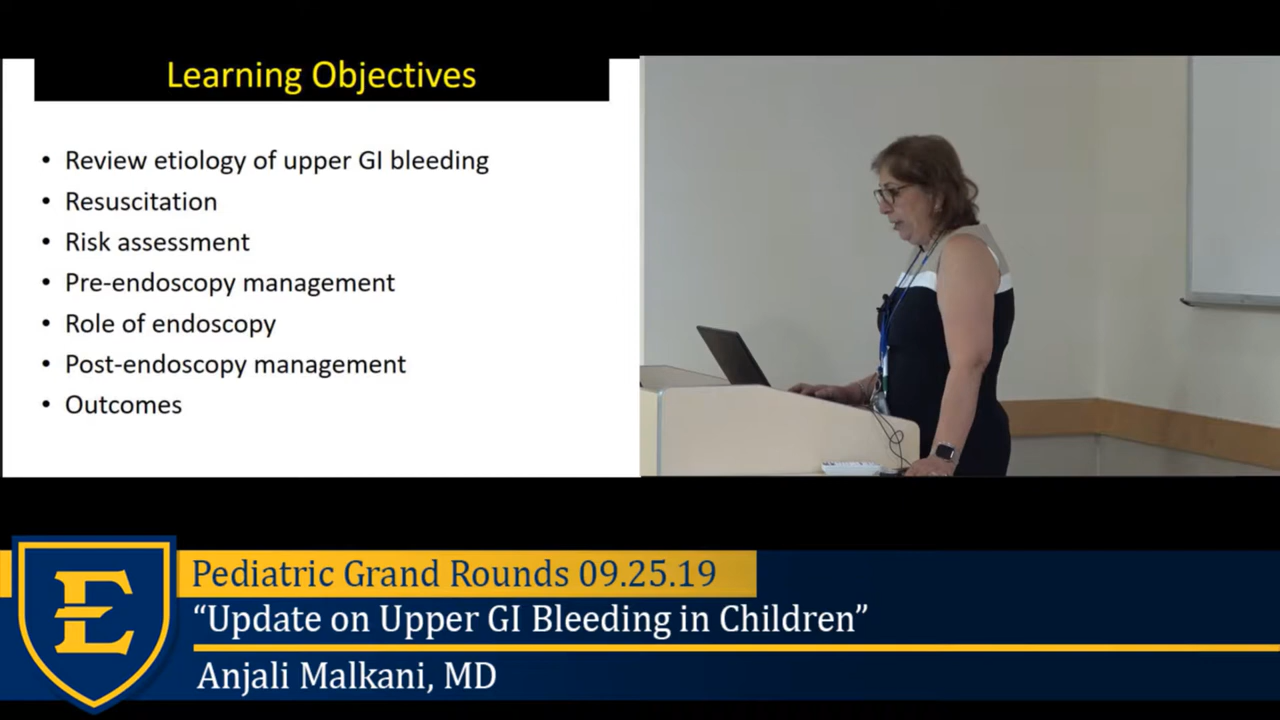 Learning Objectives
• Review etiology of upper GI bleeding
• Resuscitation
• Risk assessment
• Pre-endoscopy management
• Role of endoscopy
• Post-endoscopy management
• Outcomes
E
Pediatric Grand Rounds 09.25.19
“Update on Upper GI Bleeding in Children”
Anjali Malkani, MD